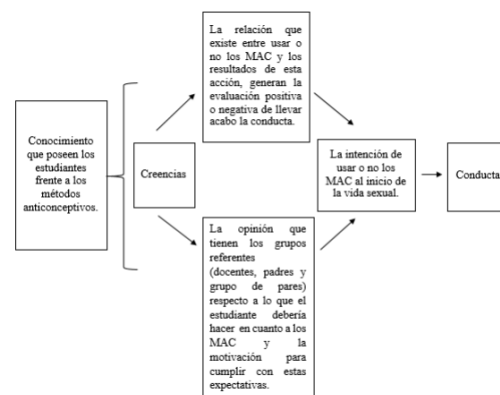 Conocimiento
que poseen los
estudiantes
frente a los
métodos
anticonceptivos.
Creencias
La relación que
existe entre usar o
no los MAC y los
resultados de esta
acción, generan la
evaluación positiva
o negativa de llevar
acabo la conducta.
La opinión que
tienen los grupos
referentes
(docentes, padres y
grupo de pares)
respecto a lo que el
estudiante debería
hacer en cuanto a los
MAC y la
motivación para
cumplir con estas
expectativas.
La intención de
usar o no los
MAC al inicio de
la vida sexual.
Conducta